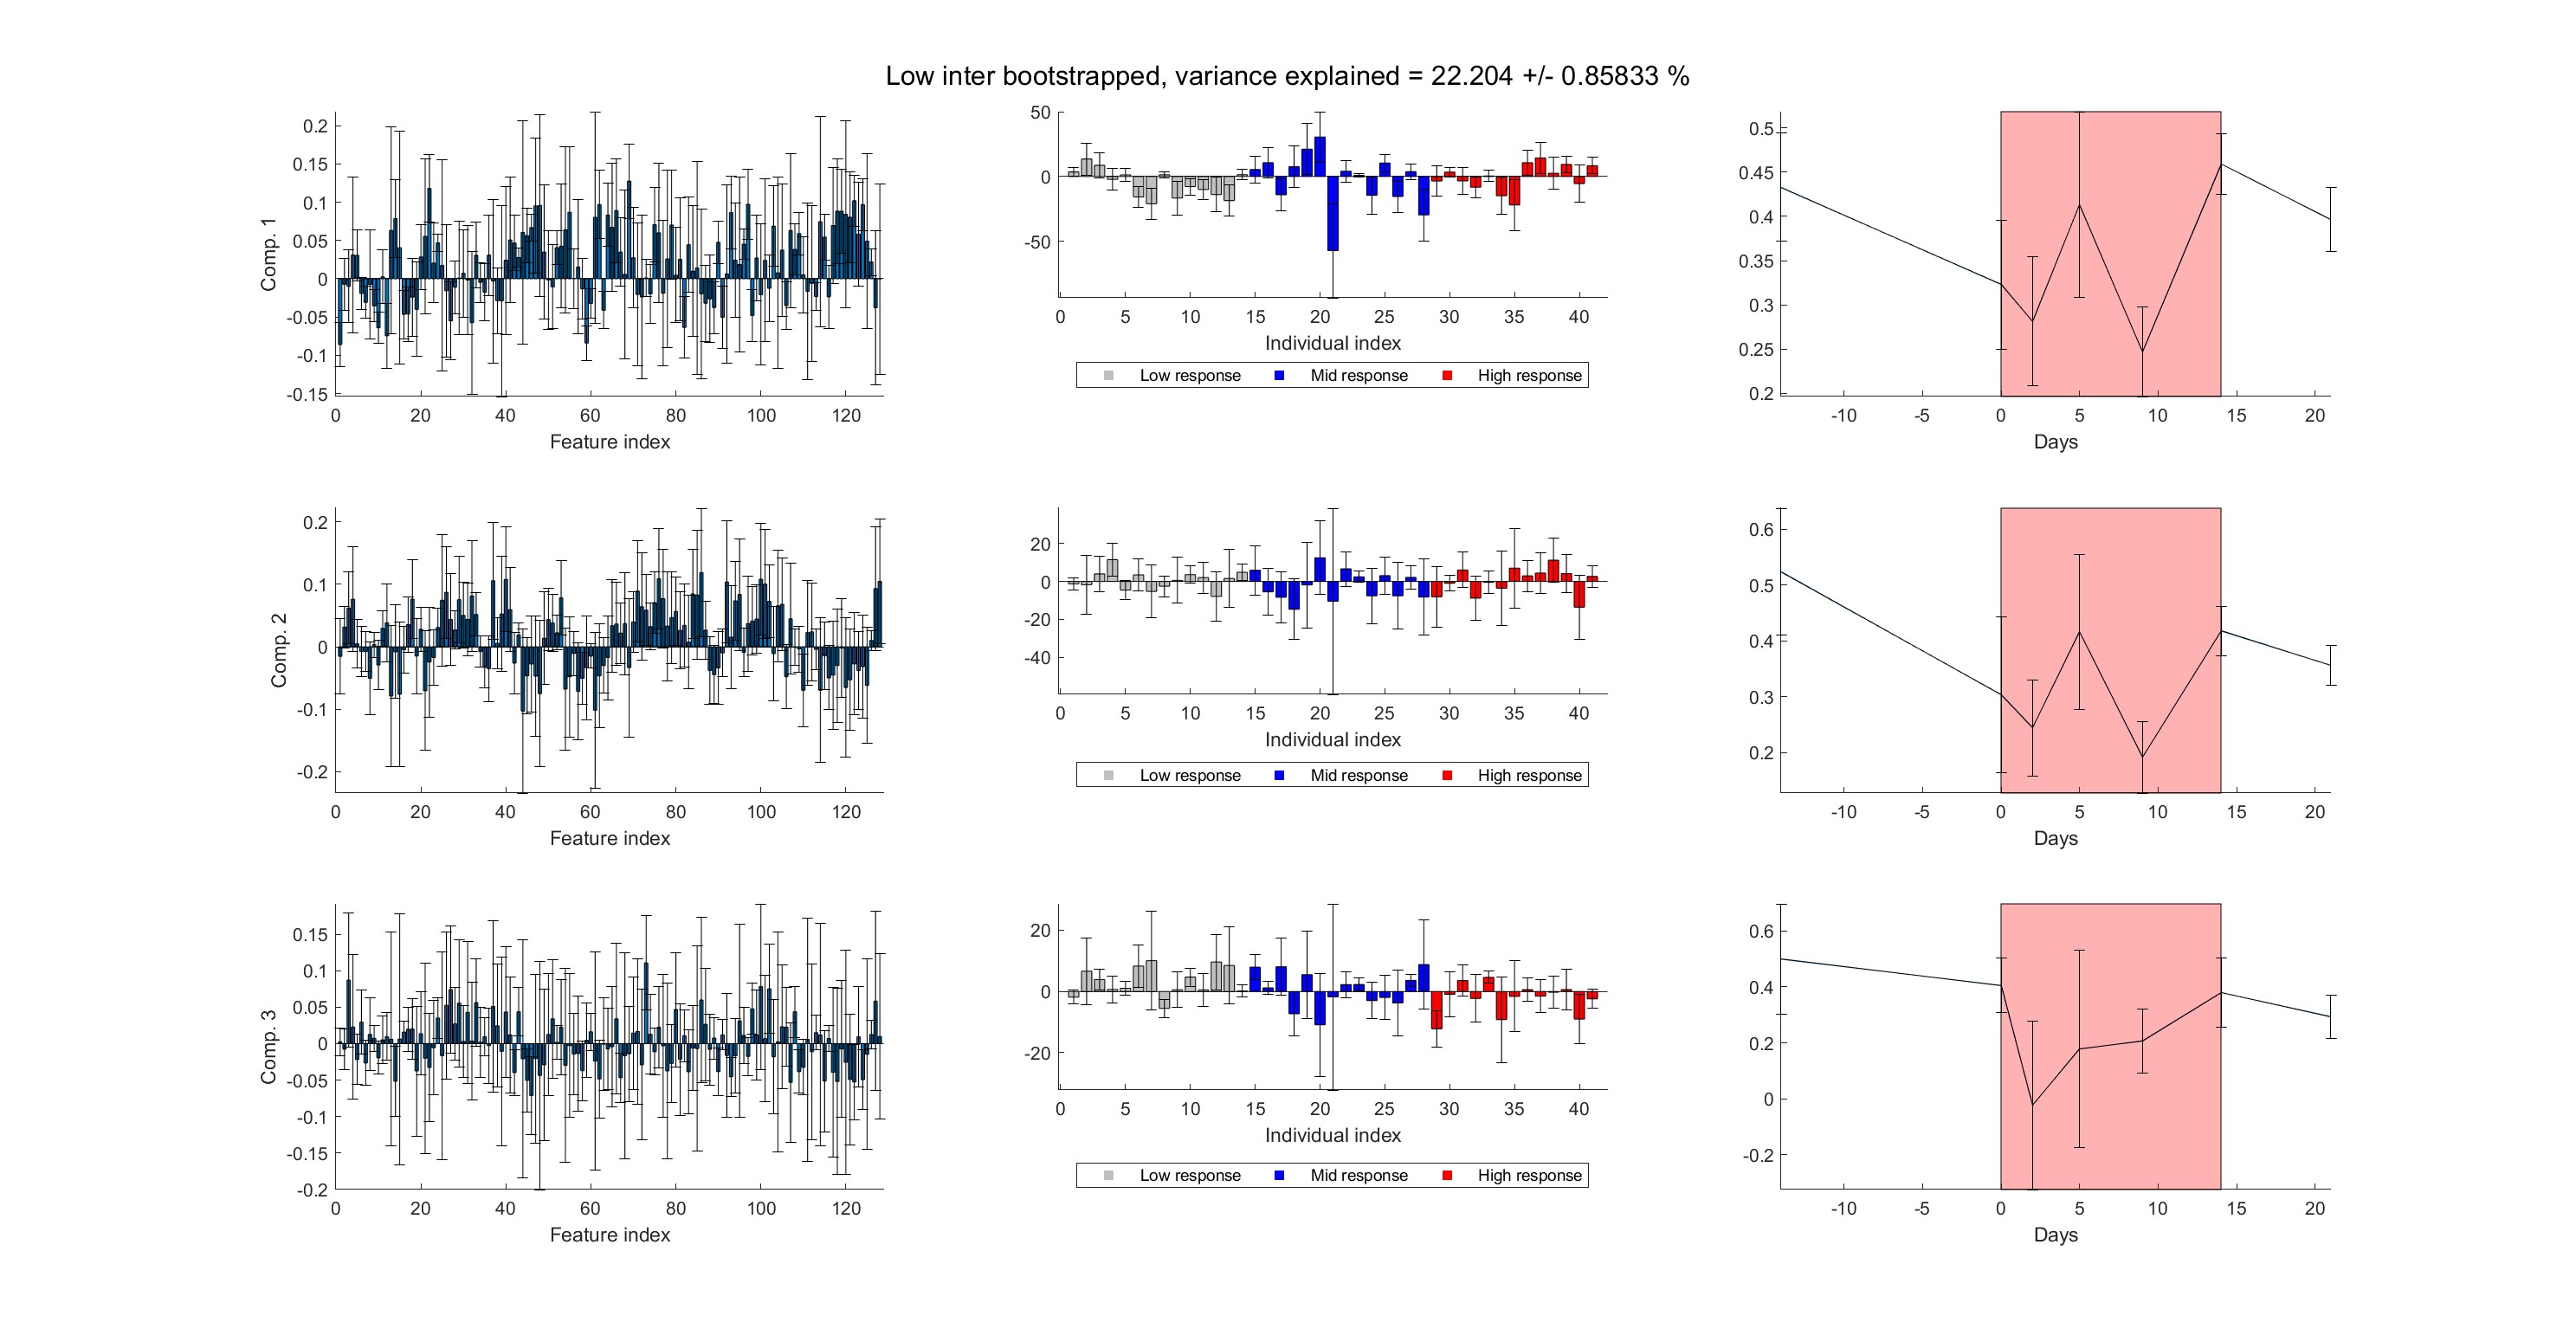 Low inter bootstrapped, variance explained = 22.204 +/- 0.85833 %
Comp. 1
0.2
0.15
0.1
0.05
0
-0.05
-0.1
-0.15
0 20 40 60 80 100 120
Feature index
50
0
-50
0 5 10 15 20 25 30 35 40
Individual index
Low response Mid response High response
0.5
0.45
0.4
0.35
0.3
0.25
0.2
-10 -5 0 5 10 15 20
Days
Comp. 2
0.2
0.1
0
-0.1
-0.2
0 20 40 60 80 100 120
Feature index
20
0
-20
-40
0 5 10 15 20 25 30 35 40
Individual index
Low response Mid response High response
0.6
0.5
0.4
0.3
0.2
-10 -5 0 5 10 15 20
Days
Comp. 3
0.15
0.1
0.05
0
-0.05
-0.1
-0.15
-0.2
0 20 40 60 80 100 120
Feature index
20
0
-20
0 5 10 15 20 25 30 35 40
Individual index
Low response Mid response High response
0.6
0.4
0.2
0
-0.2
-10 -5 0 5 10 15 20
Days